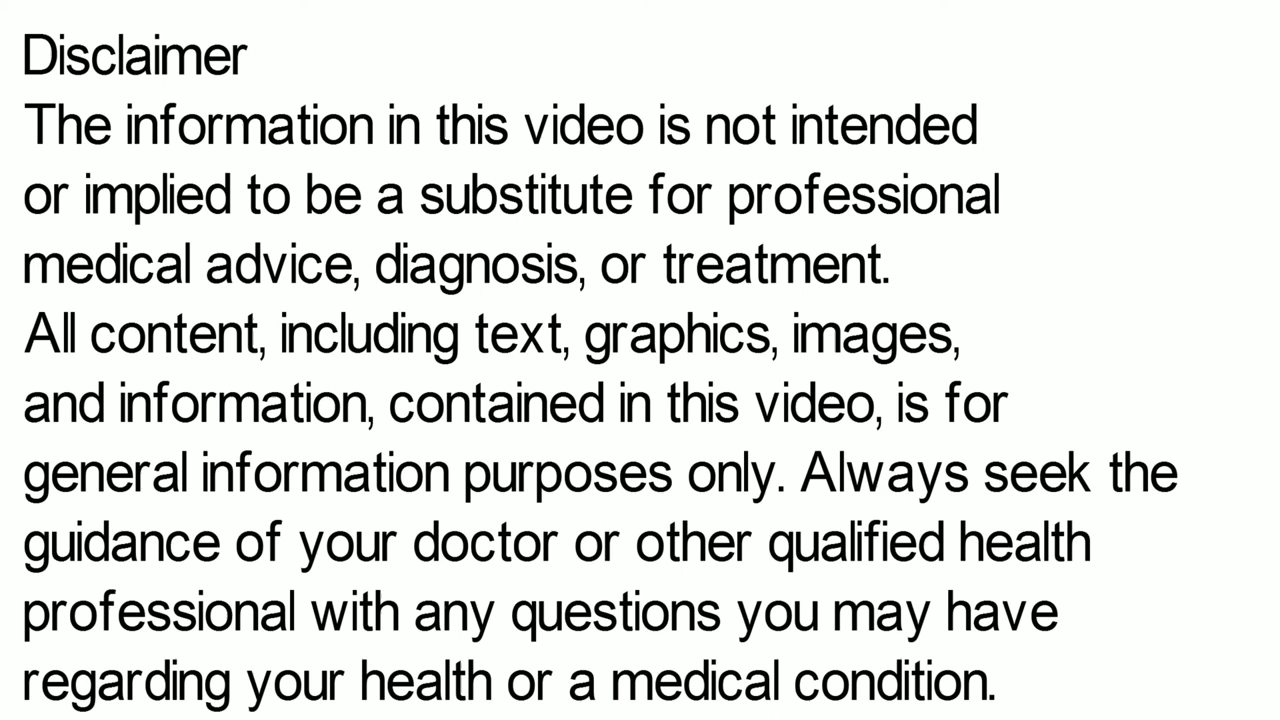 Disclaimer
The information in this video is not intended
or implied to be a substitute for professional
medical advice, diagnosis, or treatment.
All content, including text, graphics, images,
and information, contained in this video, is for
general information purposes only. Always seek the
guidance of your doctor or other qualified health
professional with any questions you may have
regarding your health or a medical condition.